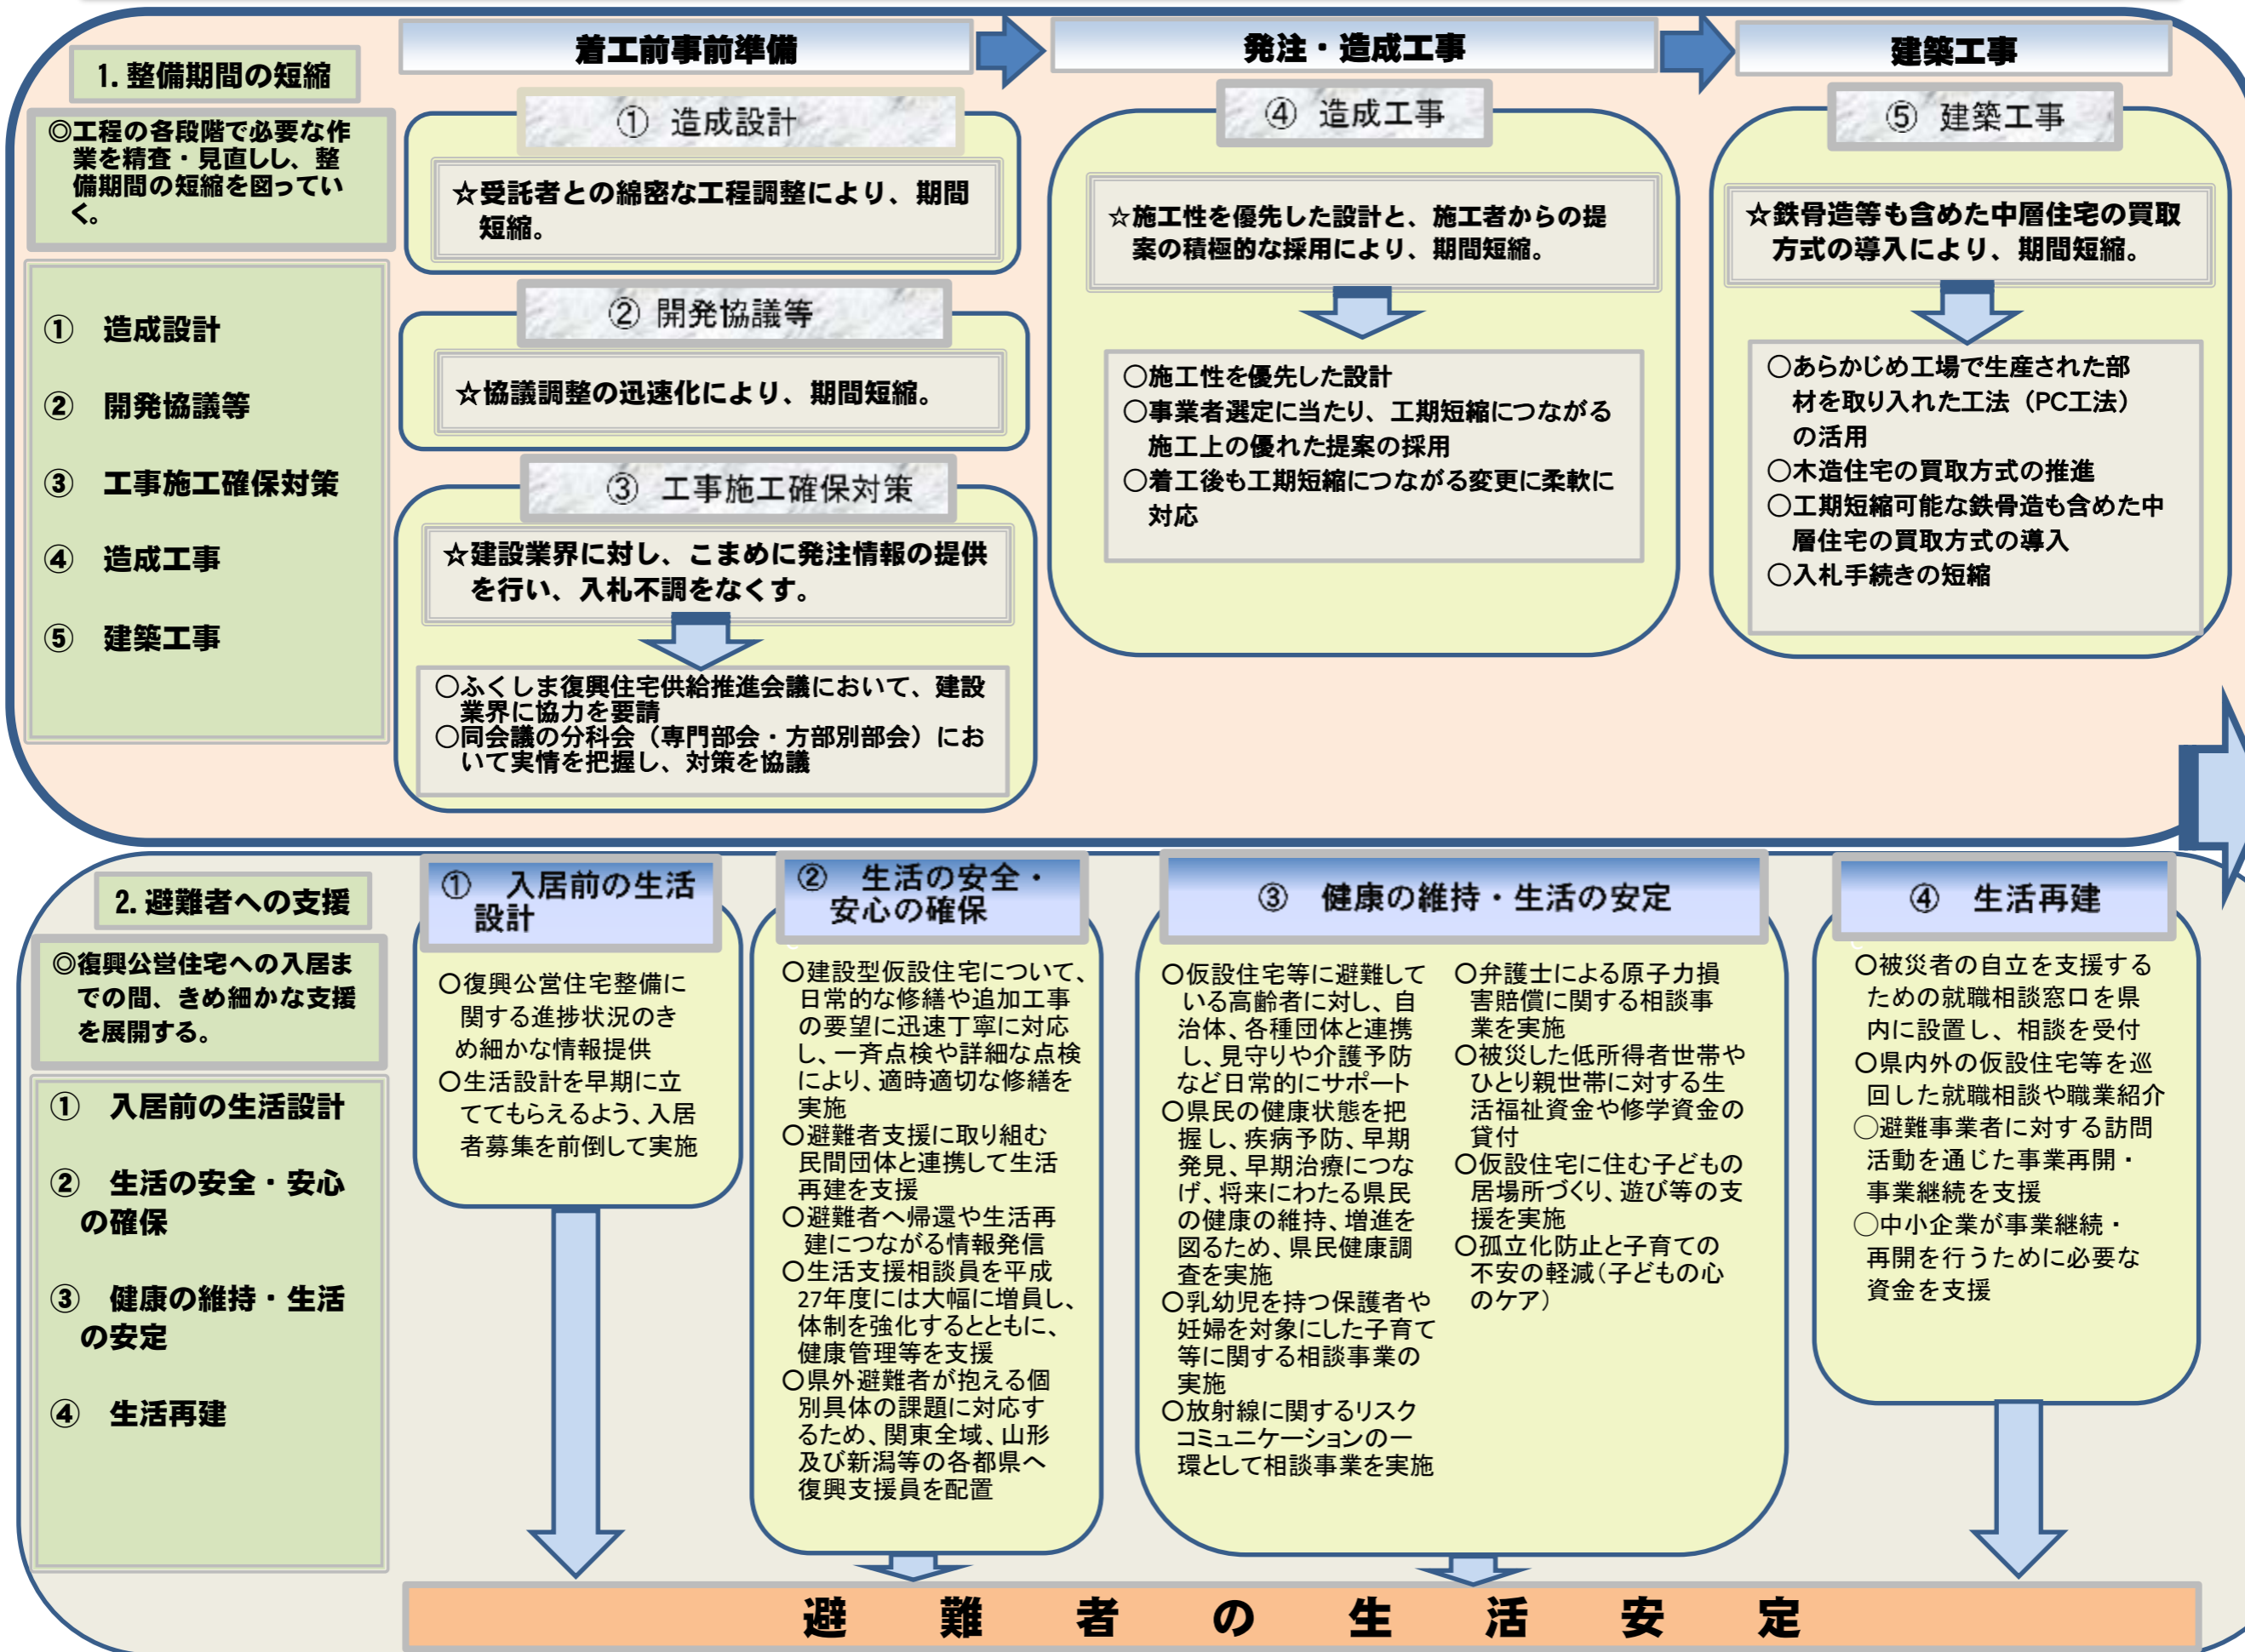 着工前事前準備
発注・造成工事
建築工事
1. 整備期間の短縮
◎工程の各段階で必要な作
業を精査・見直しし、整
備期間の短縮を図ってい
く。
① 造成設計
② 開発協議等
③ 工事施工確保対策
④ 造成工事
⑤ 建築工事
① 造成設計
☆受託者との綿密な工程調整により、期間
短縮。
② 開発協議等
☆協議調整の迅速化により、期間短縮。
③ 工事施工確保対策
☆建設業界に対し、こまめに発注情報の提供
を行い、入札不調をなくす。
○ふくしま復興住宅供給推進会議において、建設
業界に協力を要請
○同会議の分科会（専門部会・方部別部会）にお
いて実情を把握し、対策を協議
④ 造成工事
☆施工性を優先した設計と、施工者からの提
案の積極的な採用により、期間短縮。
○施工性を優先した設計
○事業者選定に当たり、工期短縮につながる
施工上の優れた提案の採用
○着工後も工期短縮につながる変更に柔軟に
対応
⑤ 建築工事
☆鉄骨造等も含めた中層住宅の買取
方式の導入により、期間短縮。
○あらかじめ工場で生産された部
材を取り入れた工法（PC工法）
の活用
○木造住宅の買取方式の推進
○工期短縮可能な鉄骨造も含めた中
層住宅の買取方式の導入
○入札手続きの短縮
2. 避難者への支援
◎復興公営住宅への入居ま
での間、きめ細かな支援
を展開する。
① 入居前の生活設計
② 生活の安全・安心
の確保
③ 健康の維持・生活
の安定
④ 生活再建
① 入居前の生活
設計
○復興公営住宅整備に
関する進捗状況のき
め細かな情報提供
○生活設計を早期に立
ててもらえるよう、入居
者募集を前倒して実施
② 生活の安全・
安心の確保
○建設型仮設住宅について、
日常的な修繕や追加工事
の要望に迅速丁寧に対応
し、一斉点検や詳細な点検
により、適時適切な修繕を
実施
○避難者支援に取り組む
民間団体と連携して生活
再建を支援
○避難者へ帰還や生活再
建につながる情報発信
○生活支援相談員を平成
27年度には大幅に増員し、
体制を強化するとともに、
健康管理等を支援
○県外避難者が抱える個
別具体の課題に対応す
るため、関東全域、山形
及び新潟等の各都県へ
復興支援員を配置
③ 健康の維持・生活の安定
○仮設住宅等に避難して
いる高齢者に対し、自
治体、各種団体と連携
し、見守りや介護予防
など日常的にサポート
○県民の健康状態を把
握し、疾病予防、早期
発見、早期治療につな
げ、将来にわたる県民
の健康の維持、増進を
図るため、県民健康調
査を実施
○乳幼児を持つ保護者や
妊婦を対象にした子育て
等に関する相談事業の
実施
○放射線に関するリスク
コミュニケーションの一
環として相談事業を実施
○弁護士による原子力損
害賠償に関する相談事
業を実施
○被災した低所得者世帯や
ひとり親世帯に対する生
活福祉資金や修学資金の
貸付
○仮設住宅に住む子どもの
居場所づくり、遊び等の支
援を実施
○孤立化防止と子育ての
不安の軽減（子どもの心
のケア）
④ 生活再建
○被災者の自立を支援する
ための就職相談窓口を県
内に設置し、相談を受付
○県内外の仮設住宅等を巡
回した就職相談や職業紹介
○避難事業者に対する訪問
活動を通じた事業再開・
事業継続を支援
○中小企業が事業継続・
再開を行うために必要な
資金を支援
避難者の生活安定